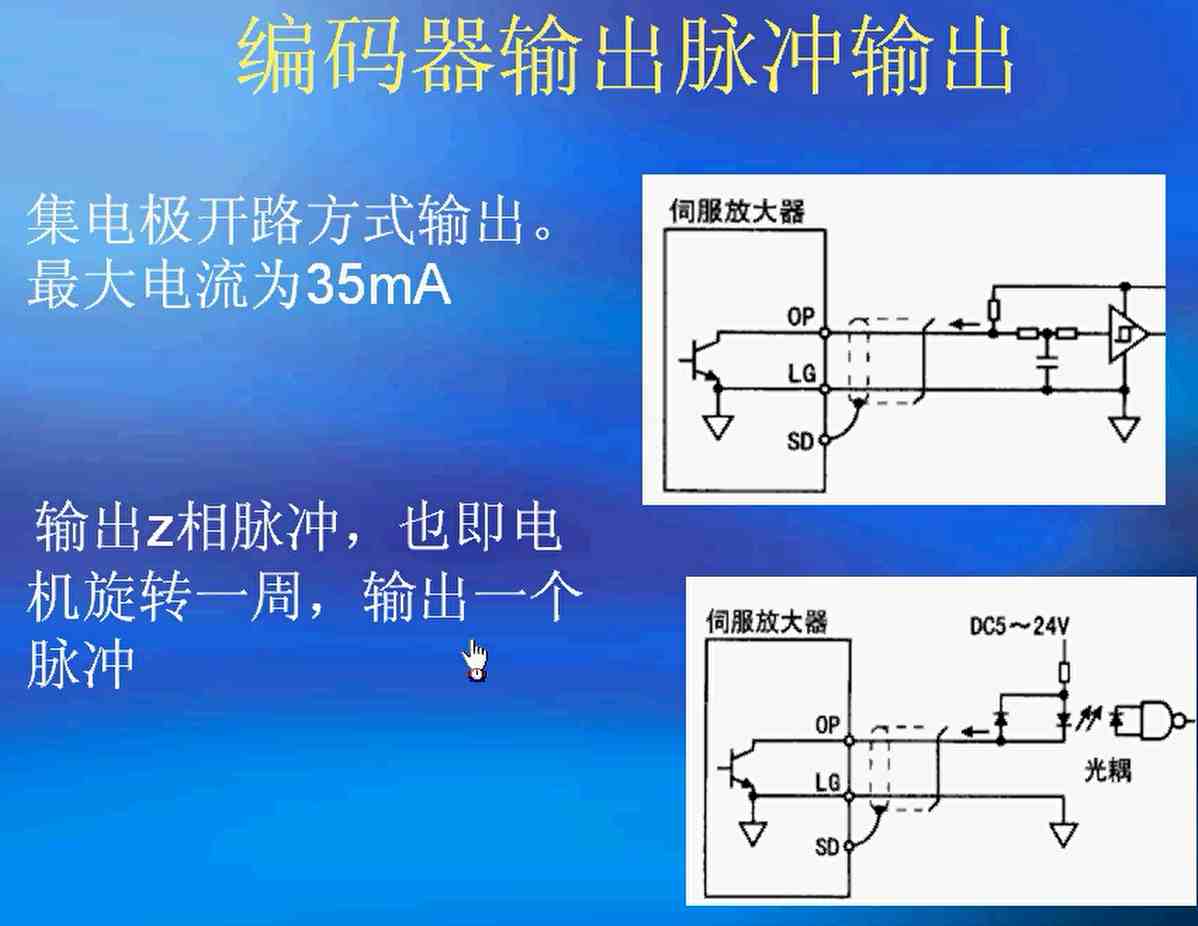 编码器输出脉冲输出
集电极开路方式输出。
最大电流为35mA
输出z相脉冲，也即电
机旋转一周，输出一个
脉冲
伺服放大器
OP
LG
SD
伺服放大器
DC5～24V
OP
光耦
LG
SD